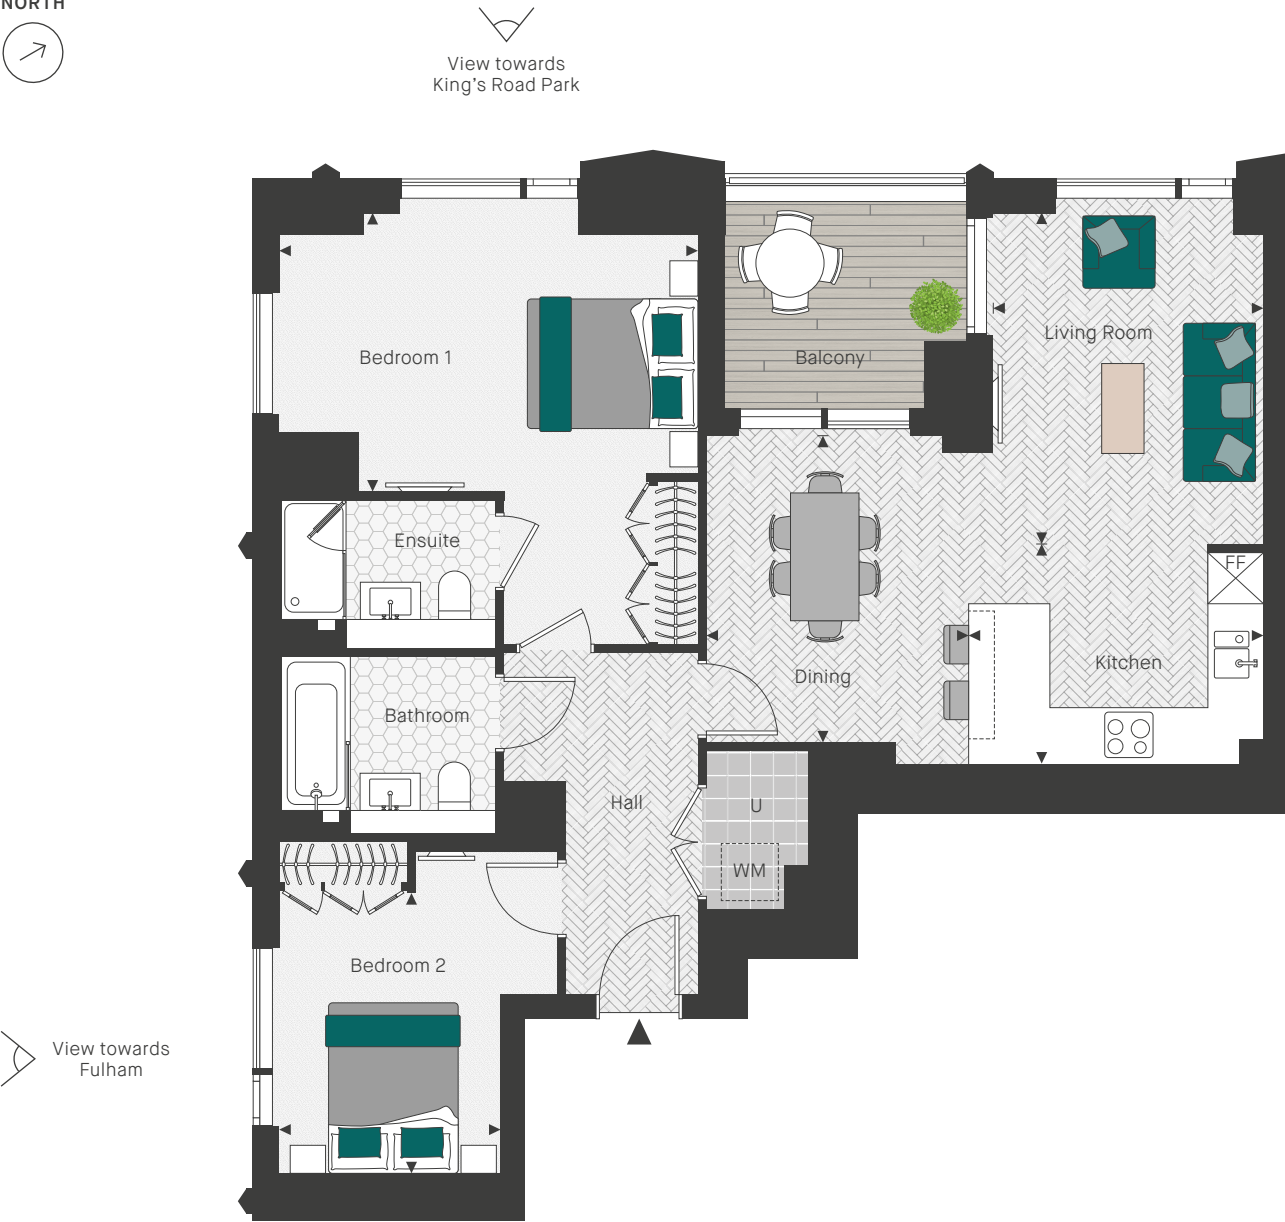 NORTH
View towards
King's Road Park
Living Room
Bedroom 1
Balcony
Ensuite
FF
Kitchen
Dining
Bathroom
Hall
U
WM
Bedroom 2
View towards
Fulham